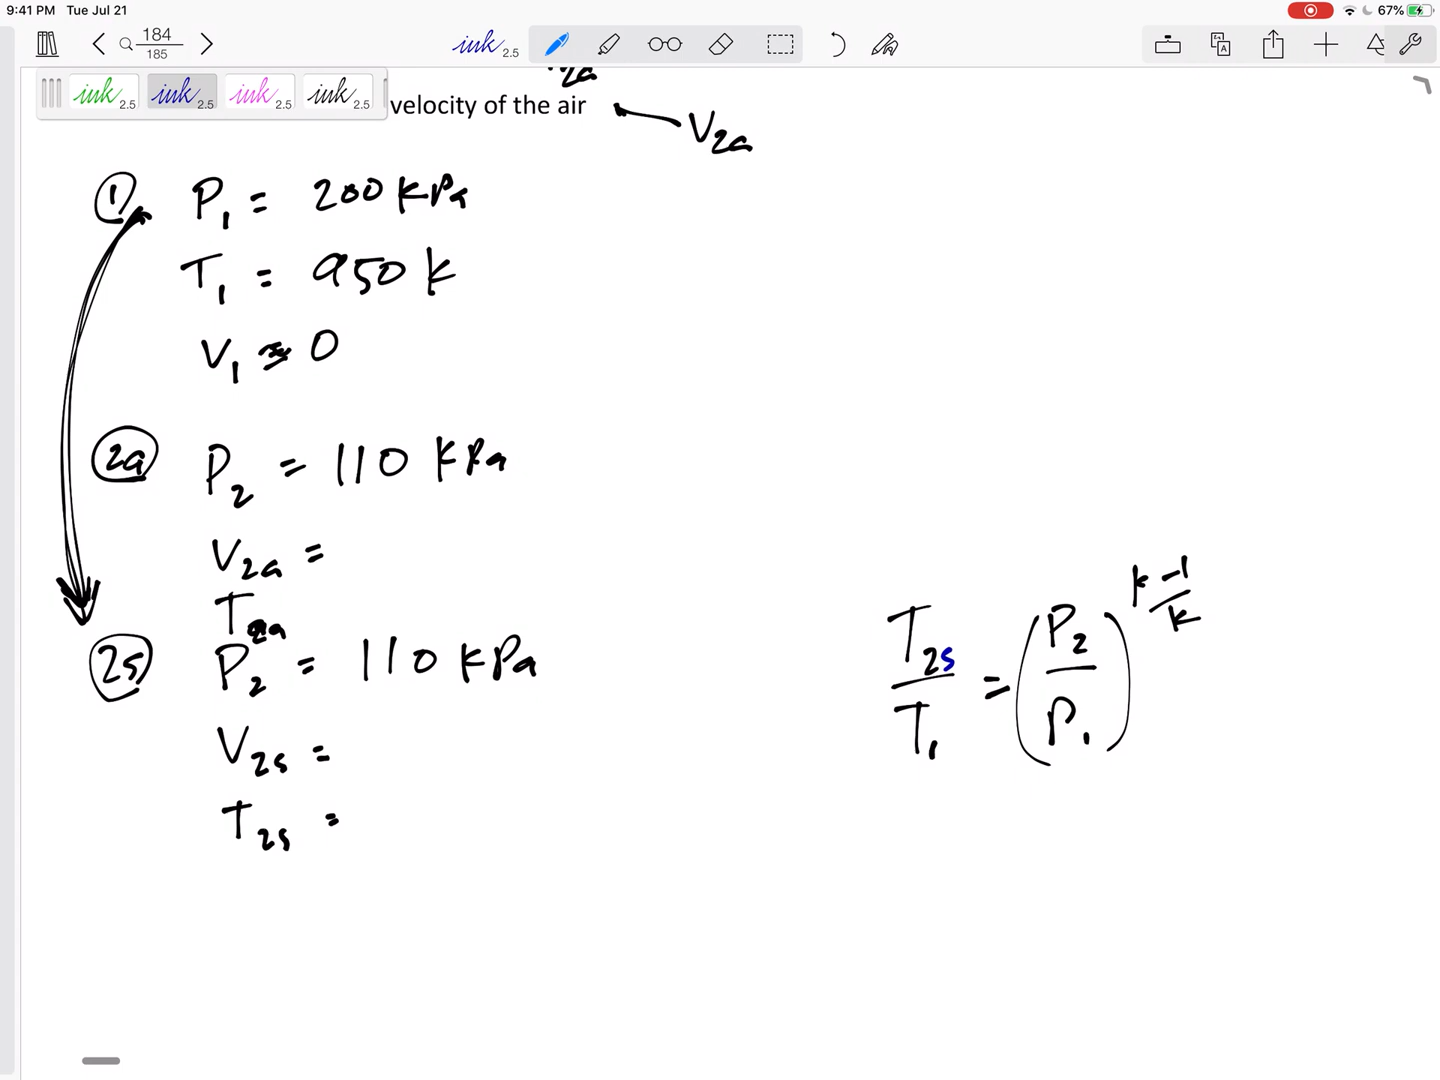 9:41 PM Tue Jul 21
67%
184
185
ink 2.5
ink 2.5 ink 2.5 ink 2.5 ink 2.5
2a
velocity of the air
V2a
① P1 = 200 kPa
T1 = 950 K
V1 ≈ 0
2a P2 = 110 kPa
V2a =
T2a
2s P2 = 110 kPa
V2s =
T2s =
T2s/T1 = (P2/P1)^(k-1/k)